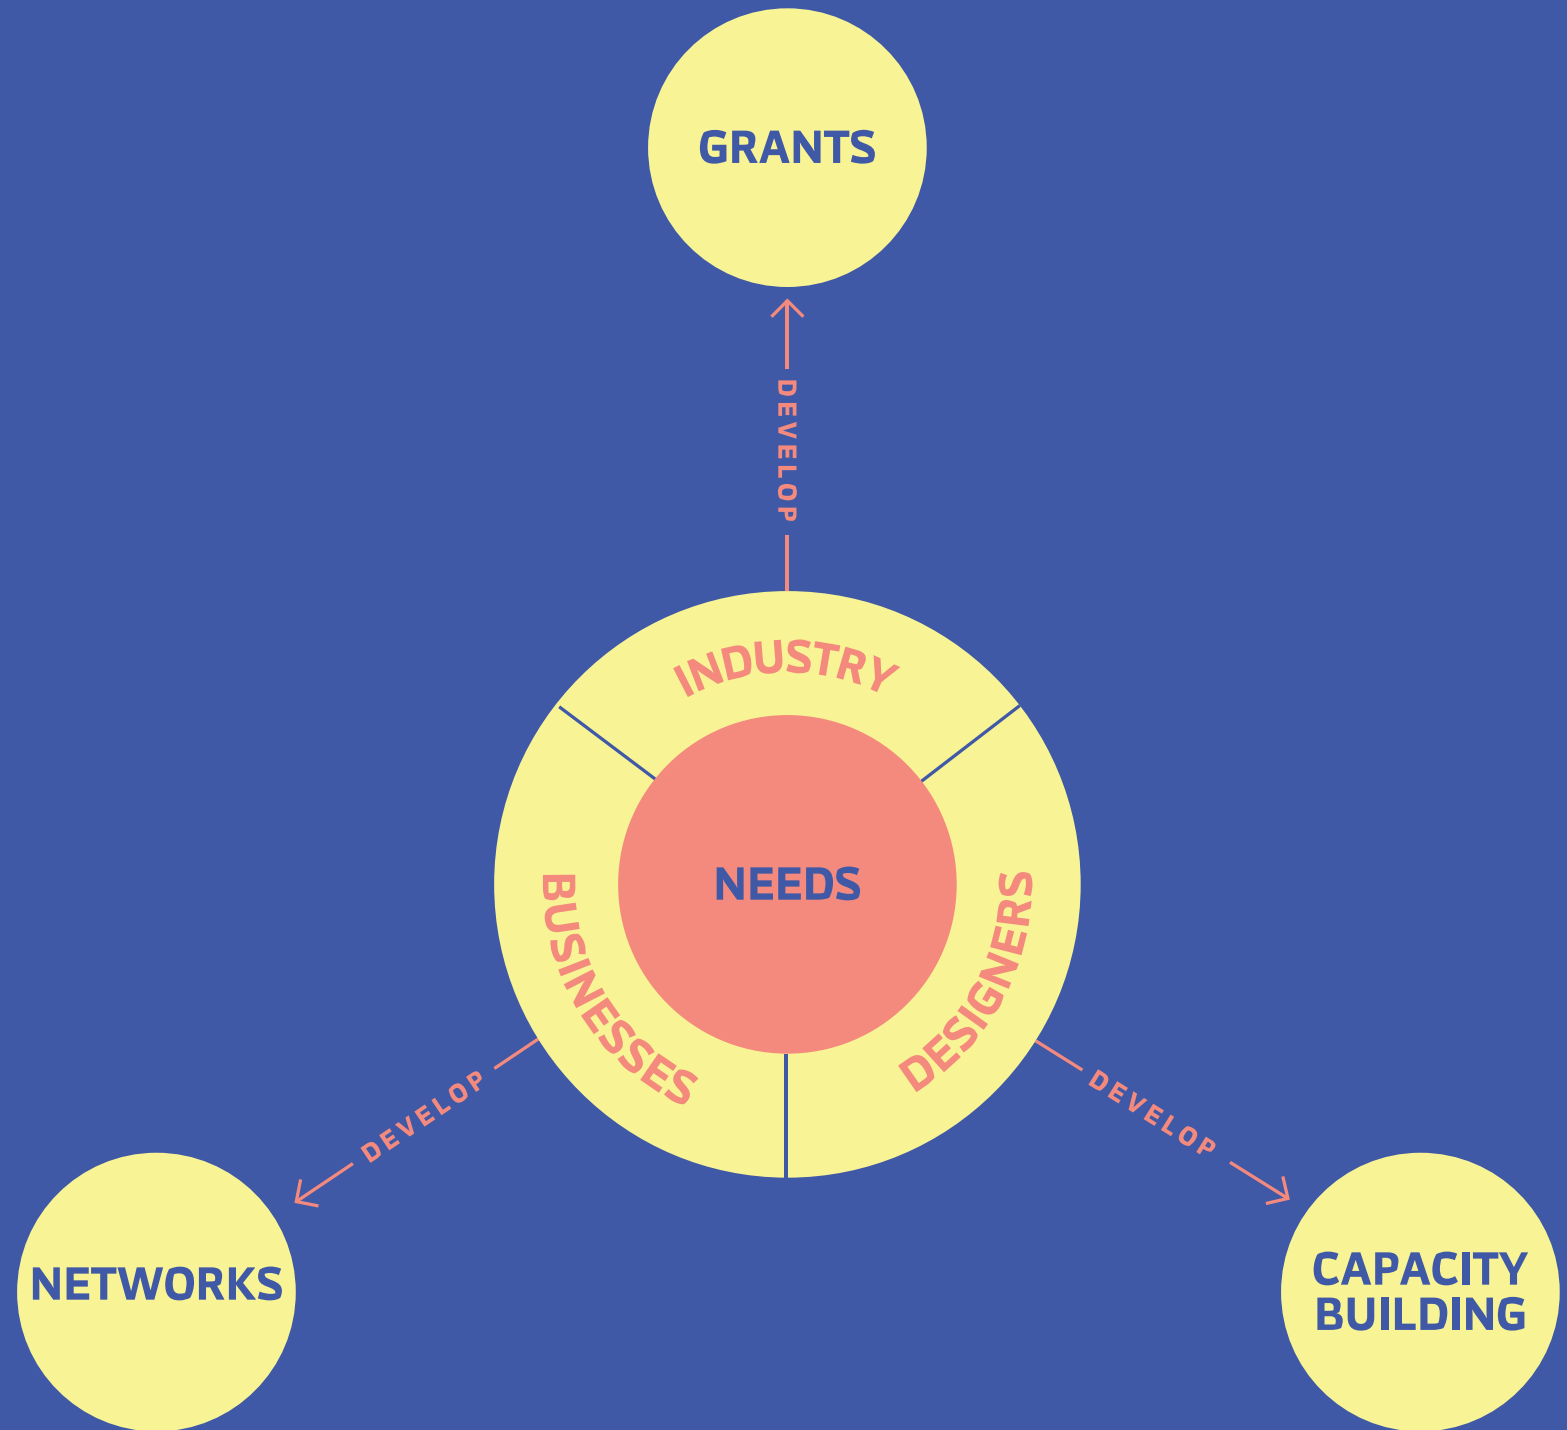 GRANTS
DEVELOP
INDUSTRY
NEEDS
BUSINESSES
DESIGNERS
DEVELOP
DEVELOP
NETWORKS
CAPACITY
BUILDING